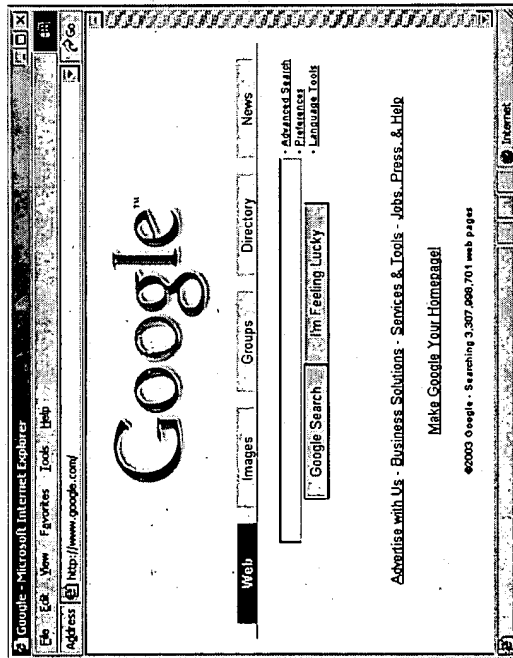 Google - Microsoft Internet Explorer
File Edit View Favorites Tools Help
Address http://www.google.com/ Go
Google™
Web Images Groups Directory News
• Advanced Search
• Preferences
• Language Tools
Google Search I'm Feeling Lucky
Advertise with Us - Business Solutions - Services & Tools - Jobs, Press, & Help
Make Google Your Homepage!
©2003 Google - Searching 3,307,998,701 web pages
Internet